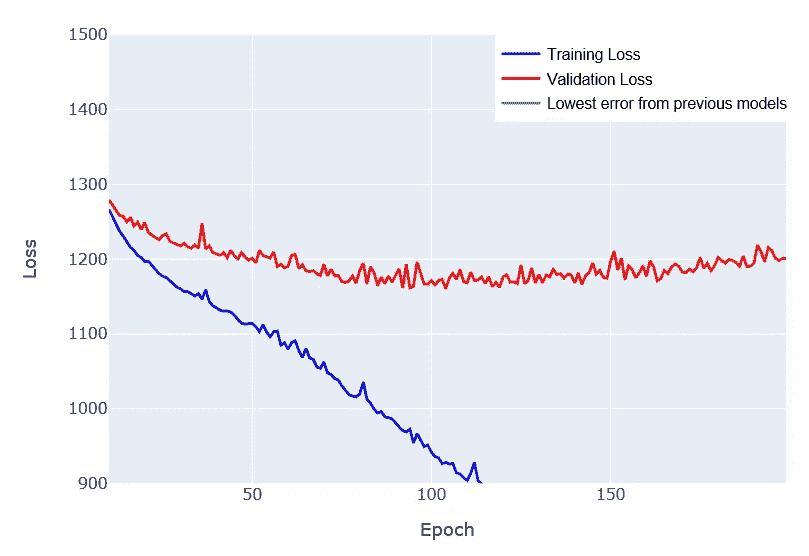 1500
1400
1300
1200
1100
1000
900
Loss
50
100
150
Epoch
Training Loss
Validation Loss
Lowest error from previous models